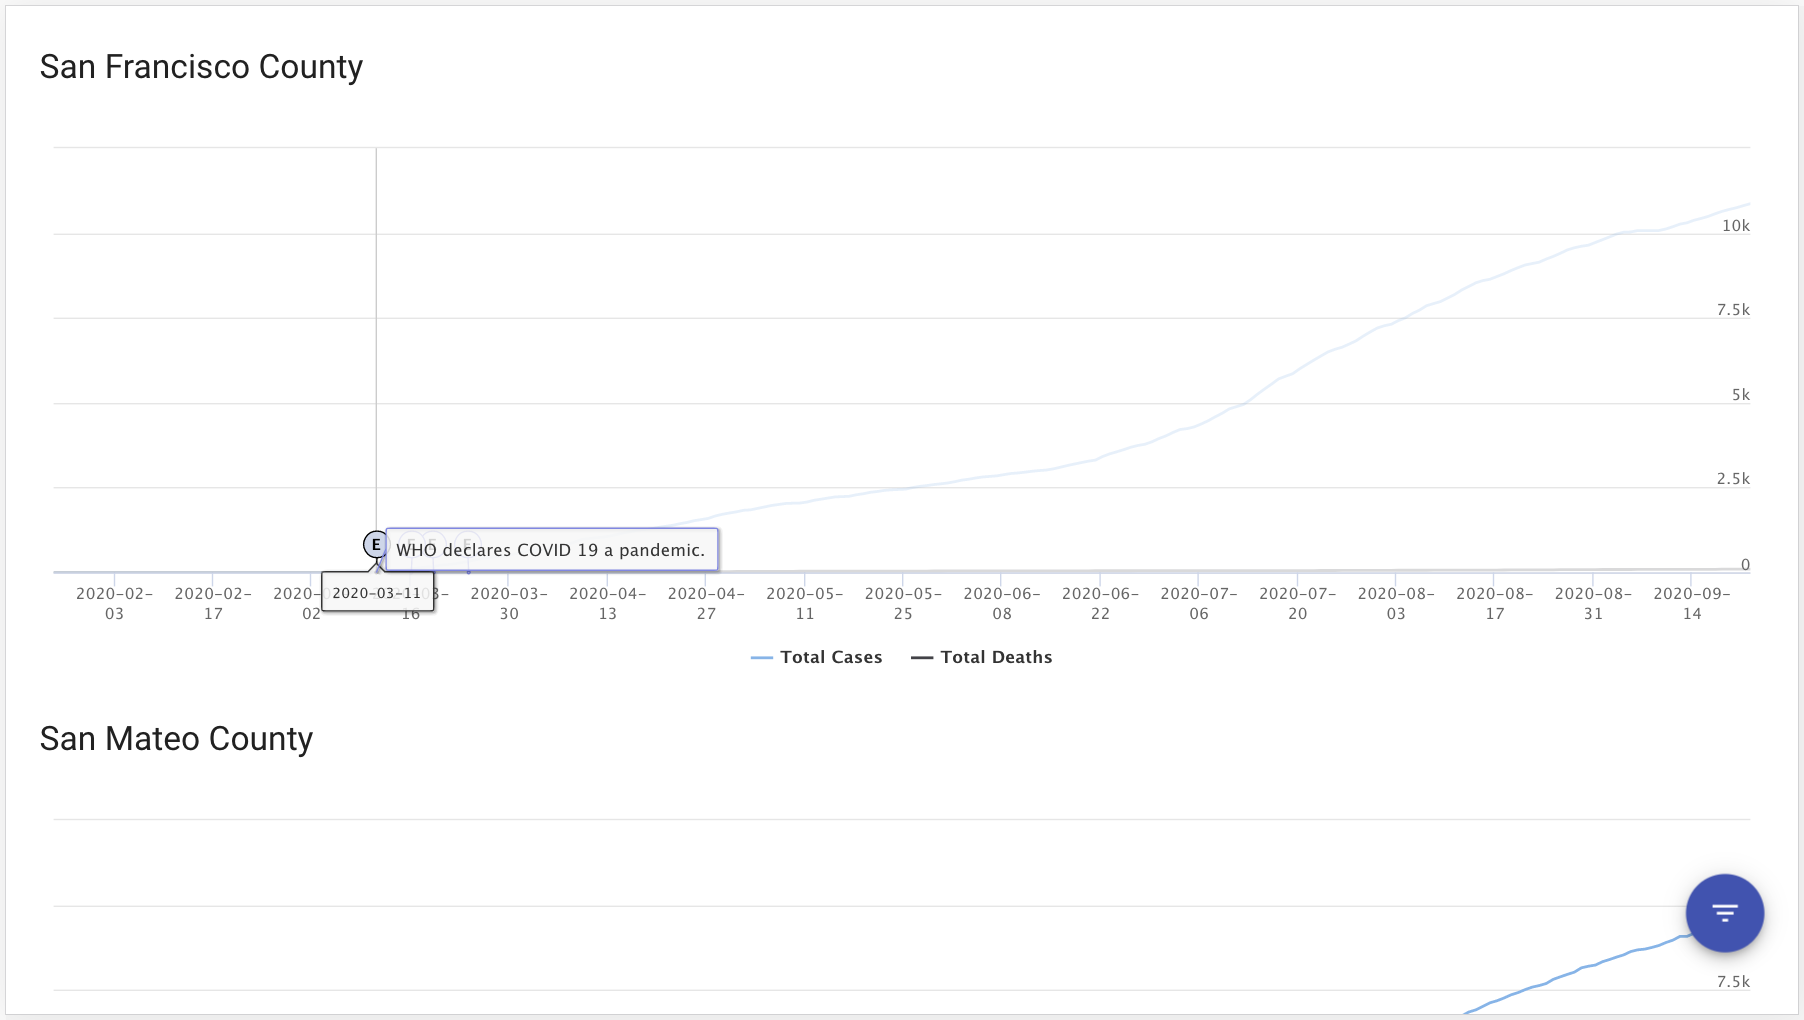 San Francisco County
10k
7.5k
5k
2.5k
0
E E E E
WHO declares COVID 19 a pandemic.
2020-03-11
2020-02-03
2020-02-17
2020-
02
3-
16
2020-03-30
2020-04-13
2020-04-27
2020-05-11
2020-05-25
2020-06-08
2020-06-22
2020-07-06
2020-07-20
2020-08-03
2020-08-17
2020-08-31
2020-09-14
Total Cases
Total Deaths
San Mateo County
7.5k